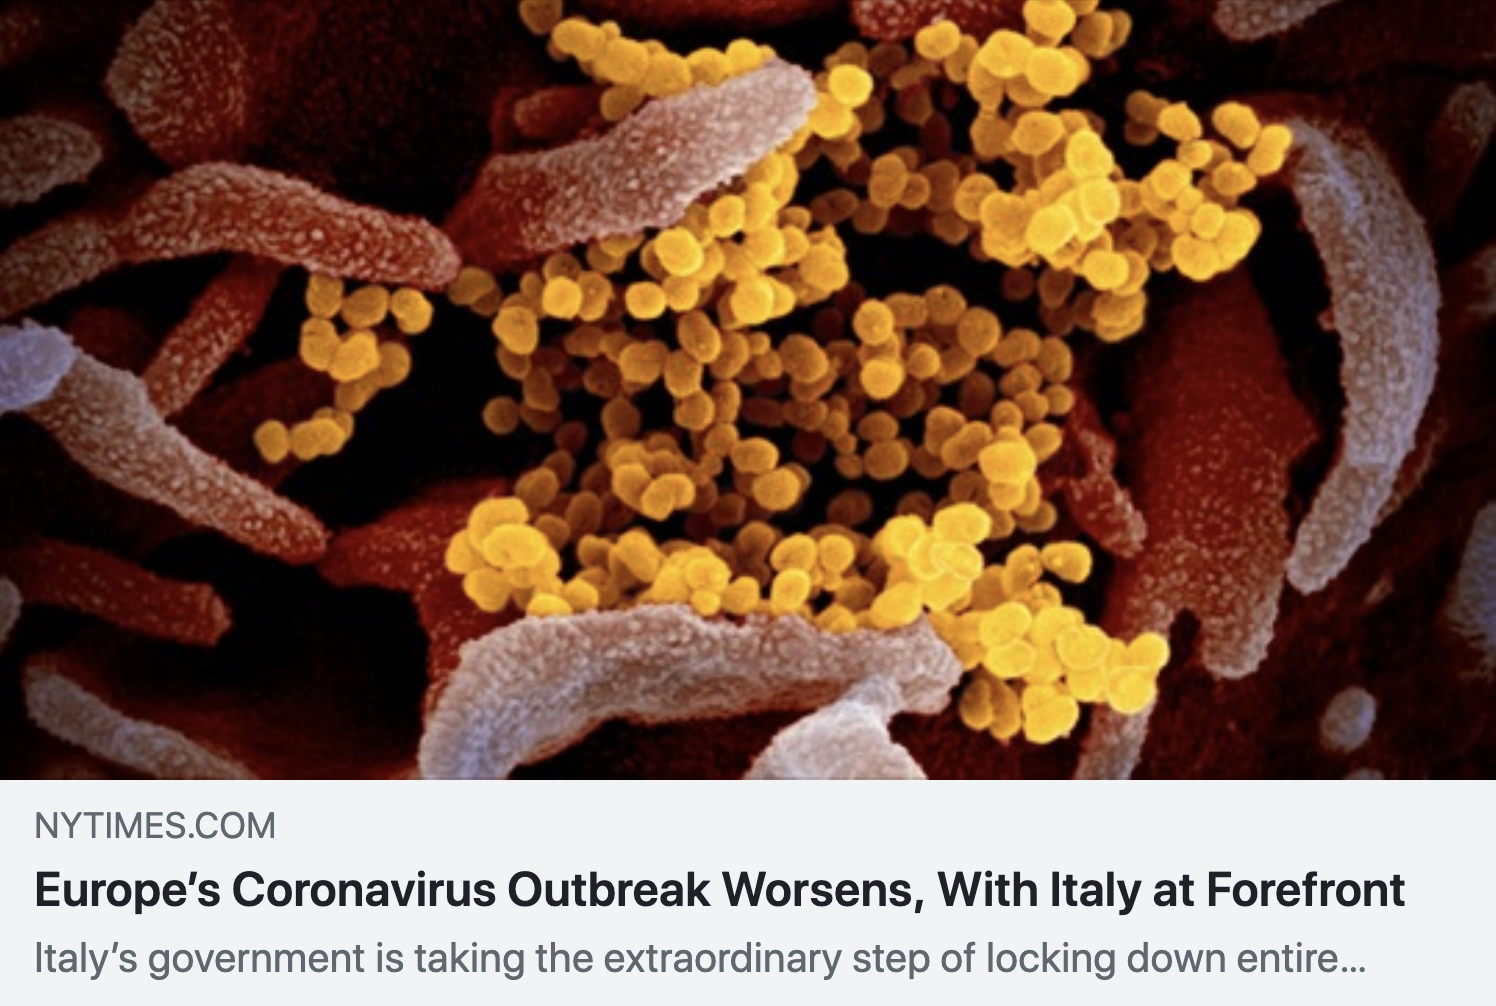 NYTIMES.COM
Europe’s Coronavirus Outbreak Worsens, With Italy at Forefront
Italy’s government is taking the extraordinary step of locking down entire...